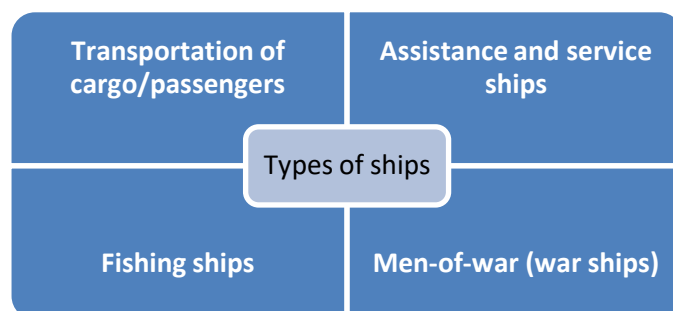 Transportation of
cargo/passengers
Assistance and service
ships
Types of ships
Fishing ships
Men-of-war (war ships)